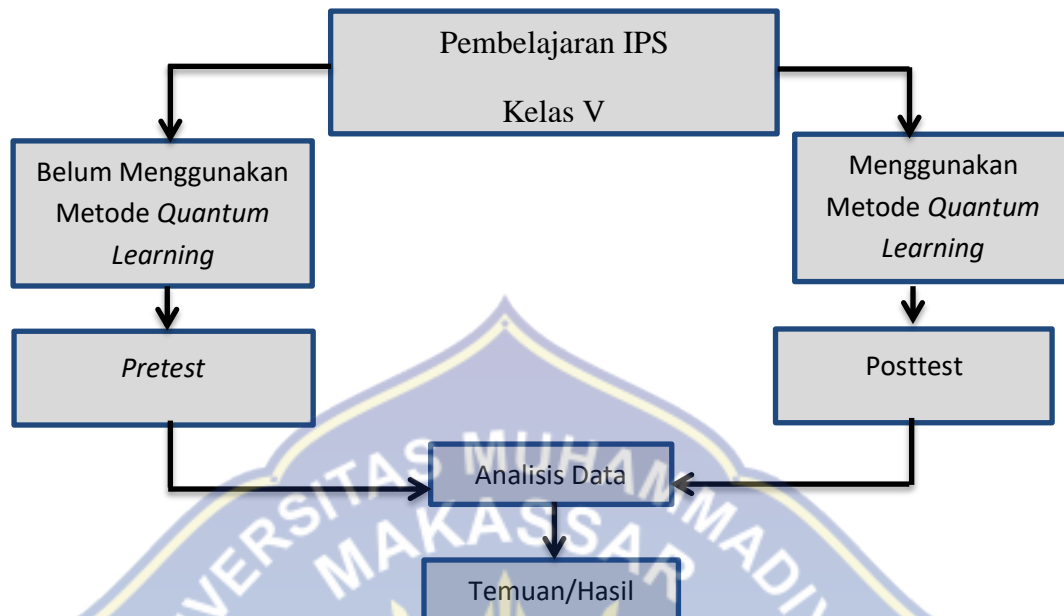 Pembelajaran IPS
Kelas V
Belum Menggunakan
Metode Quantum
Learning
Menggunakan
Metode Quantum
Learning
Pretest
Posttest
Analisis Data
Temuan/Hasil
UNIVERSITAS MUHAMMADIY
MAKASSAR